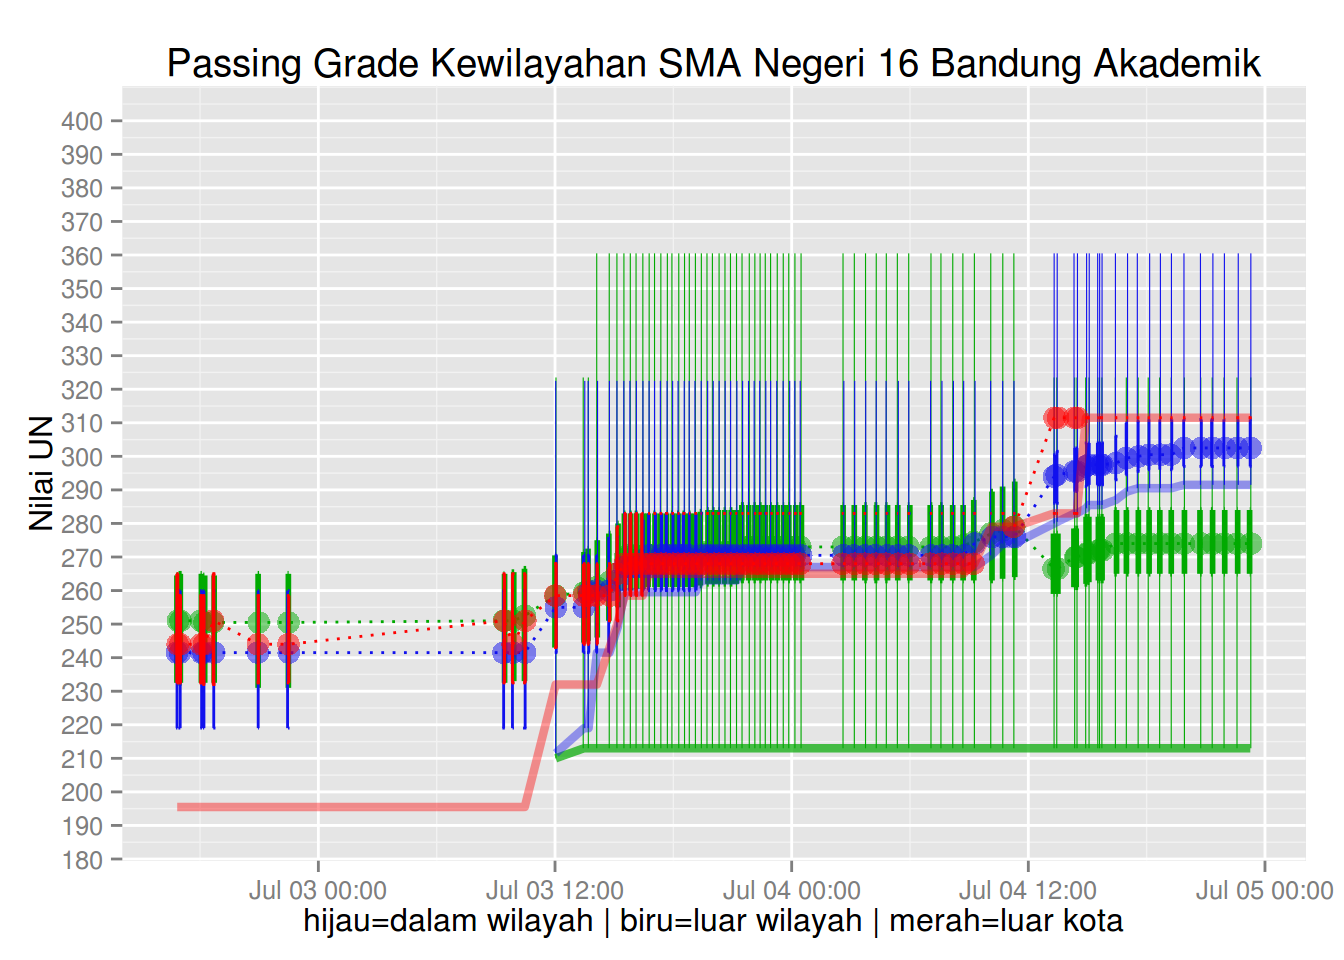 Passing Grade Kewilayahan SMA Negeri 16 Bandung Akademik
Nilai UN
400
390
380
370
360
350
340
330
320
310
300
290
280
270
260
250
240
230
220
210
200
190
180
Jul 03 00:00
Jul 03 12:00
Jul 04 00:00
Jul 04 12:00
Jul 05 00:00
hijau=dalam wilayah | biru=luar wilayah | merah=luar kota